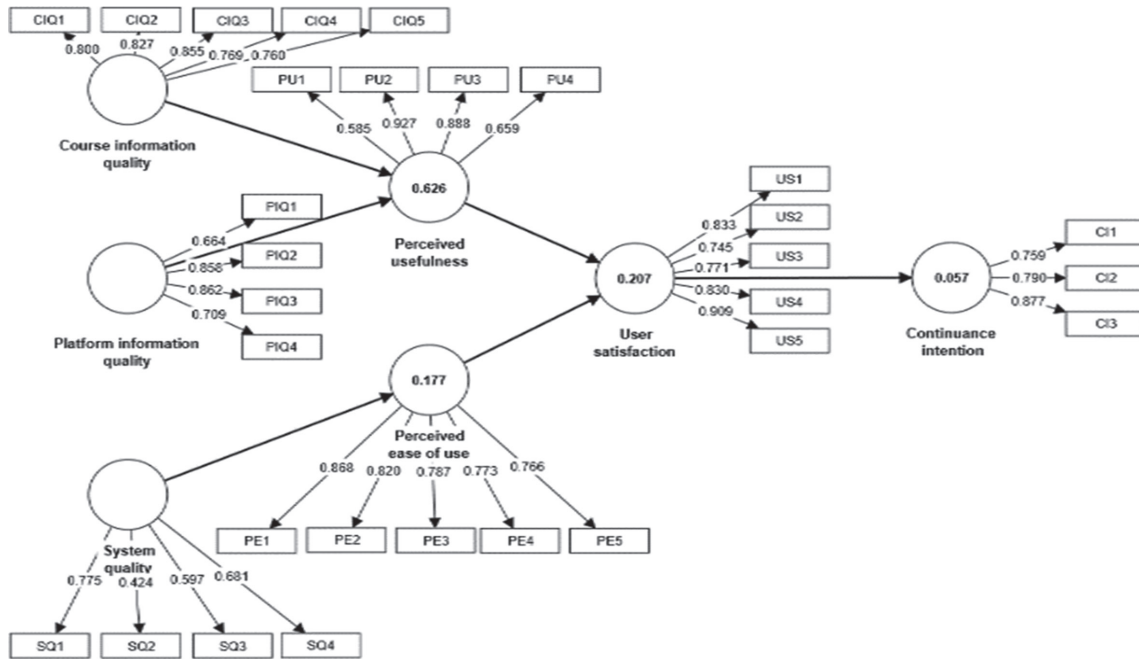 CIQ1 CIQ2 CIQ3 CIQ4 CIQ5
0.800 0.827 0.855 0.769 0.760
Course information
quality
PU1 PU2 PU3 PU4
0.585 0.927 0.888 0.659
0.626
Perceived
usefulness
PIQ1
0.664
PIQ2
0.858
PIQ3
0.862
PIQ4
0.709
Platform information
quality
US1
0.833
US2
0.745
US3
0.771
US4
0.830
US5
0.909
0.207
User
satisfaction
CI1
0.759
CI2
0.790
CI3
0.877
0.057
Continuance
intention
0.177
Perceived
ease of use
0.868 0.820 0.787 0.773 0.766
PE1 PE2 PE3 PE4 PE5
System
quality
0.775 0.424 0.597 0.681
SQ1 SQ2 SQ3 SQ4